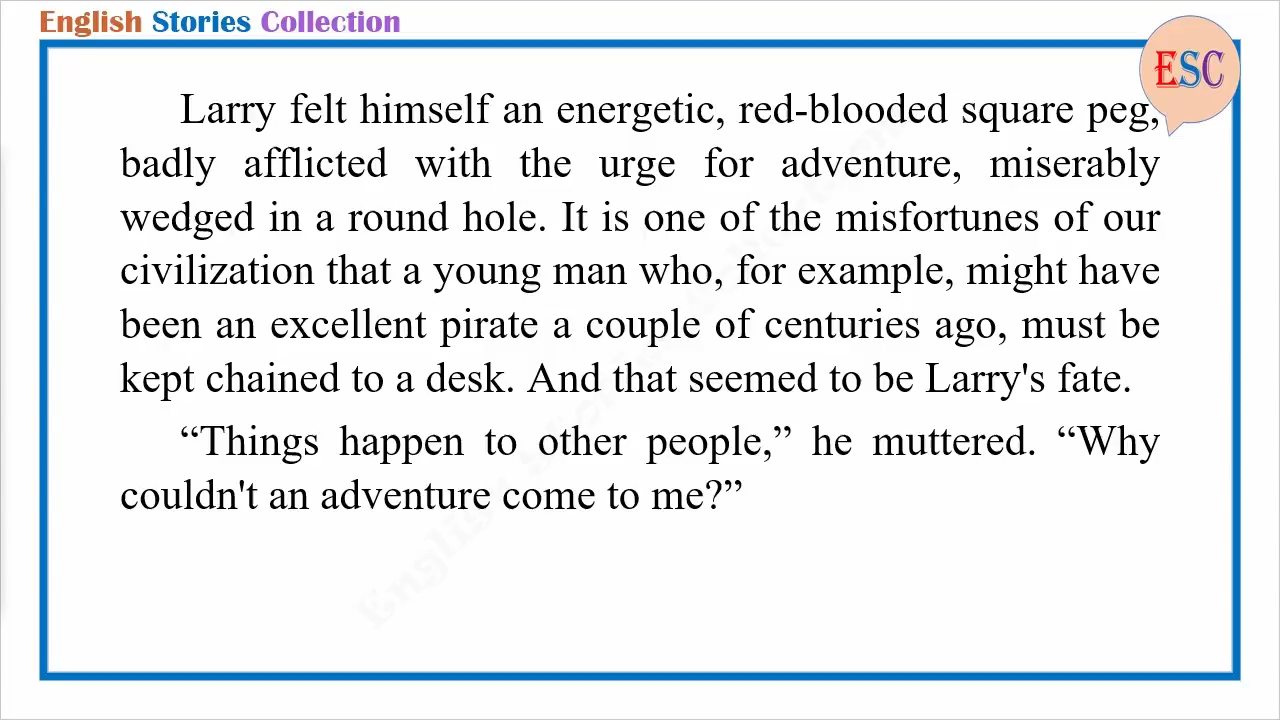 English Stories Collection
ESC
Larry felt himself an energetic, red-blooded square peg,
badly afflicted with the urge for adventure, miserably
wedged in a round hole. It is one of the misfortunes of our
civilization that a young man who, for example, might have
been an excellent pirate a couple of centuries ago, must be
kept chained to a desk. And that seemed to be Larry's fate.
“Things happen to other people,” he muttered. “Why
couldn't an adventure come to me?”